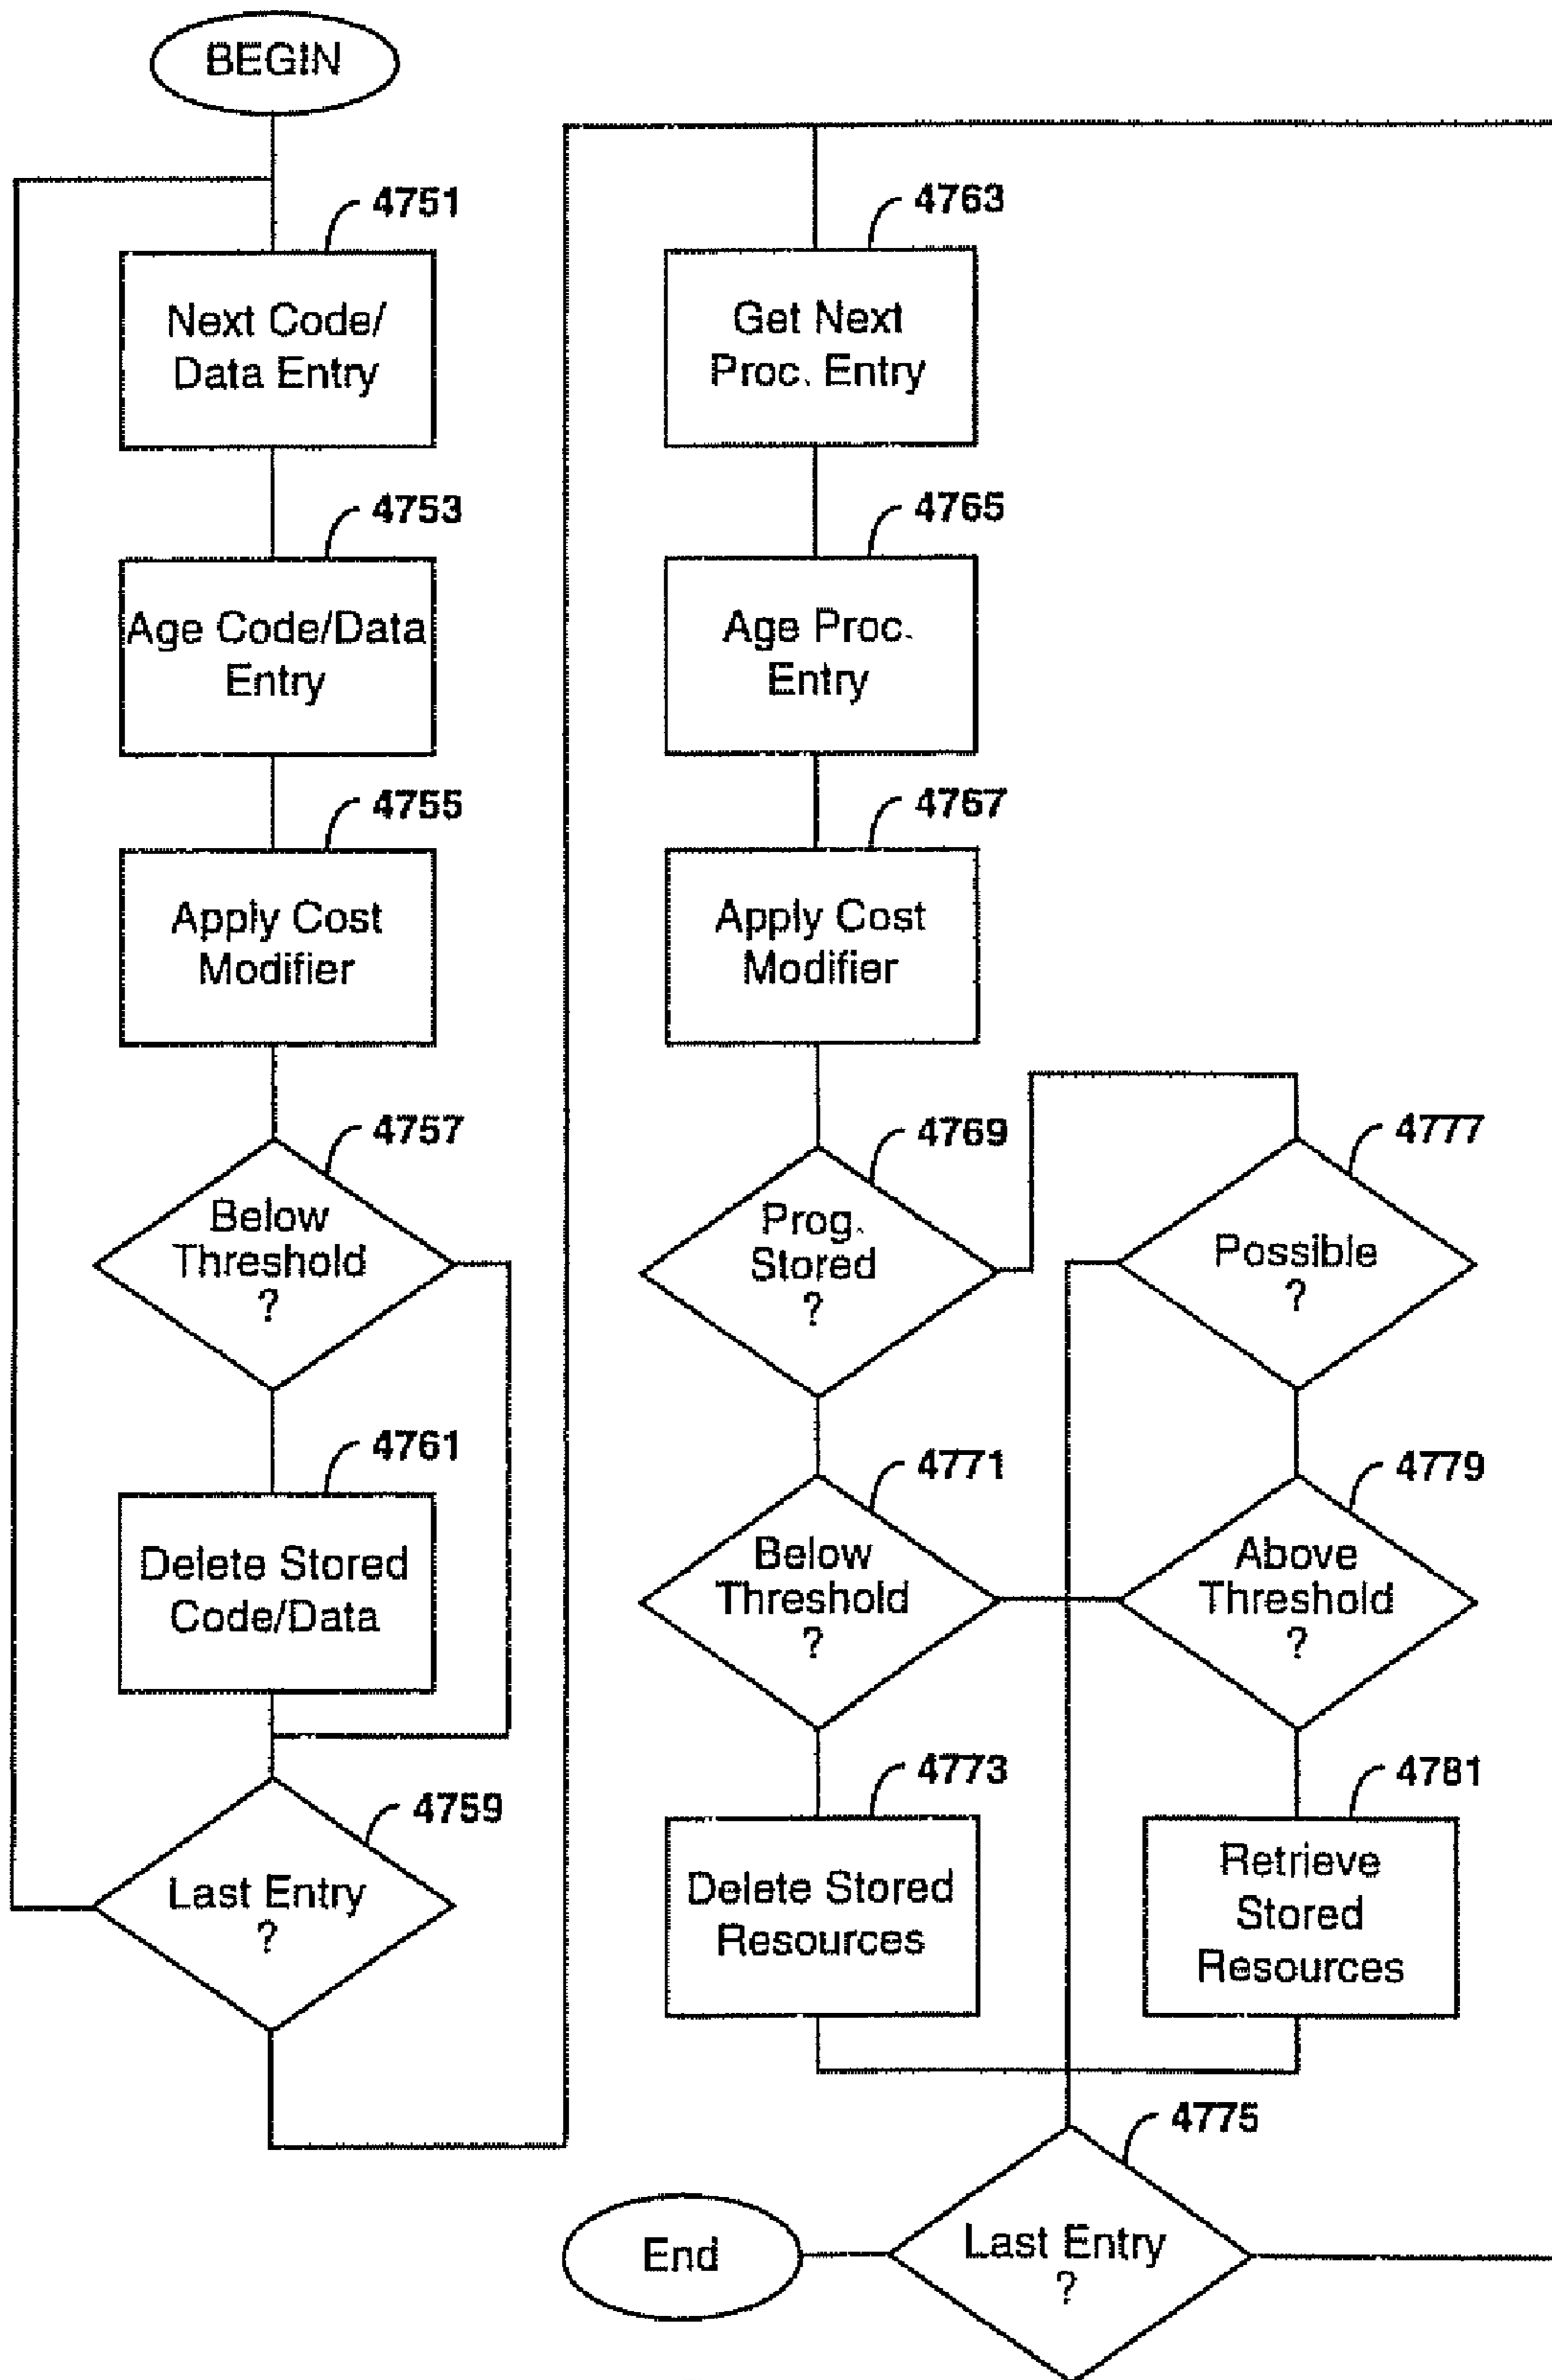 BEGIN
4751
Next Code/
Data Entry
4753
Age Code/Data
Entry
4755
Apply Cost
Modifier
4757
Below
Threshold
?
4761
Delete Stored
Code/Data
4759
Last Entry
?
4763
Get Next
Proc. Entry
4765
Age Proc.
Entry
4767
Apply Cost
Modifier
4769
Prog.
Stored
?
4771
Below
Threshold
?
4773
Delete Stored
Resources
4777
Possible
?
4779
Above
Threshold
?
4781
Retrieve
Stored
Resources
4775
Last Entry
?
End